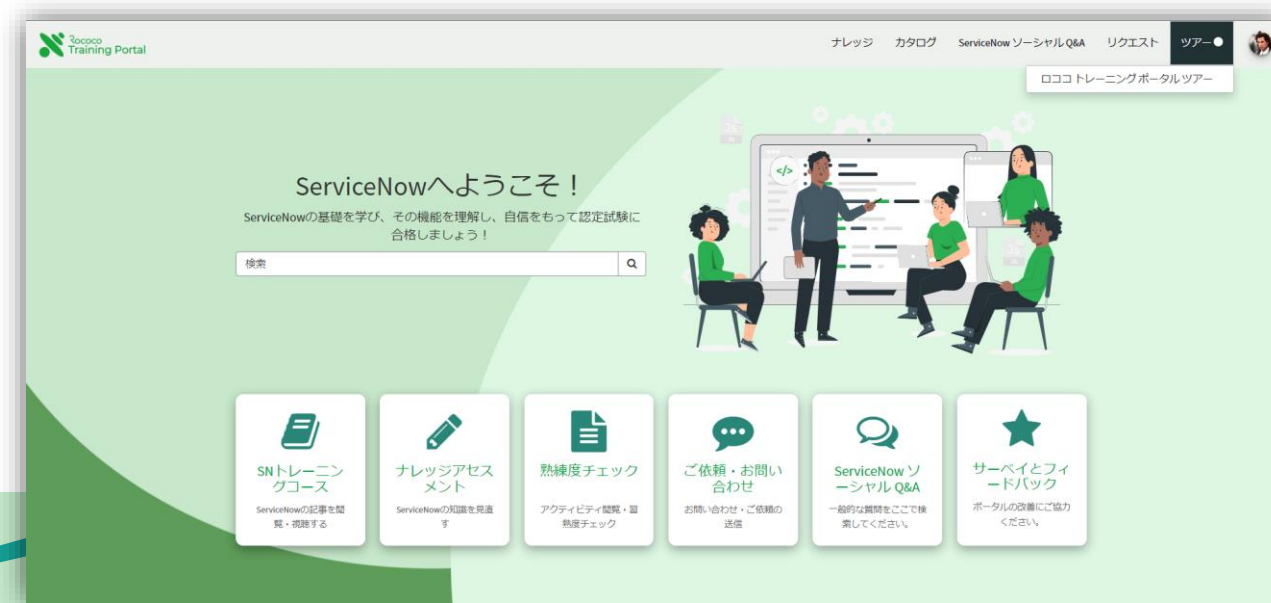 Rococo
Training Portal
ナレッジ カタログ ServiceNow ソーシャル Q&A リクエスト ツアー
ロココ トレーニング ポータル ツアー
ServiceNowへようこそ！
ServiceNowの基礎を学び、その機能を理解し、自信をもって認定試験に
合格しましょう！
検索
</>
SNトレーニン
グコース
ServiceNowの記事を閲
覧・視聴する
ナレッジアセス
メント
ServiceNowの知識を見直
す
熟練度チェック
アクティビティ閲覧・習
熟度チェック
ご依頼・お問い
合わせ
お問い合わせ・ご依頼の
送信
ServiceNow ソ
ーシャル Q&A
一般的な質問をここで検
索してください。
サーベイとフィ
ードバック
ポータルの改善にご協力
ください。